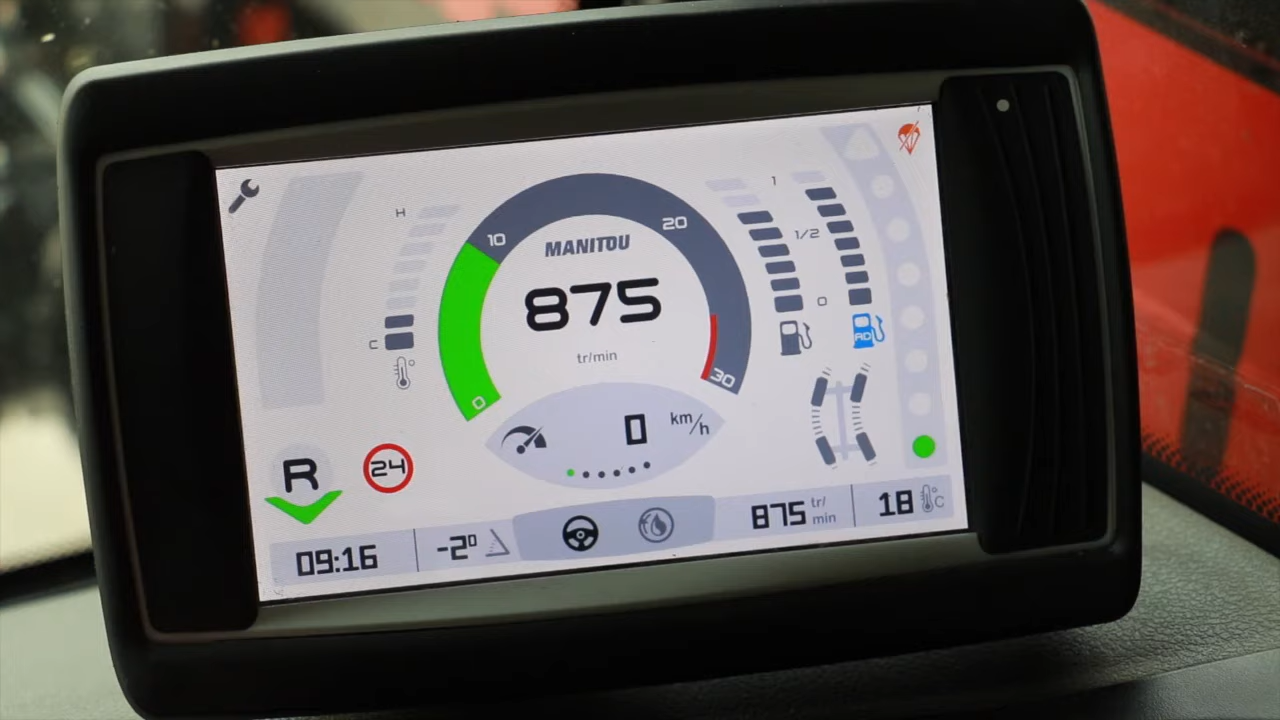 H
C
10
20
MANITOU
875
tr/min
0
30
1
1/2
0
AD
0 km/h
R
24
09:16
-2°
875 tr/min
18 °C